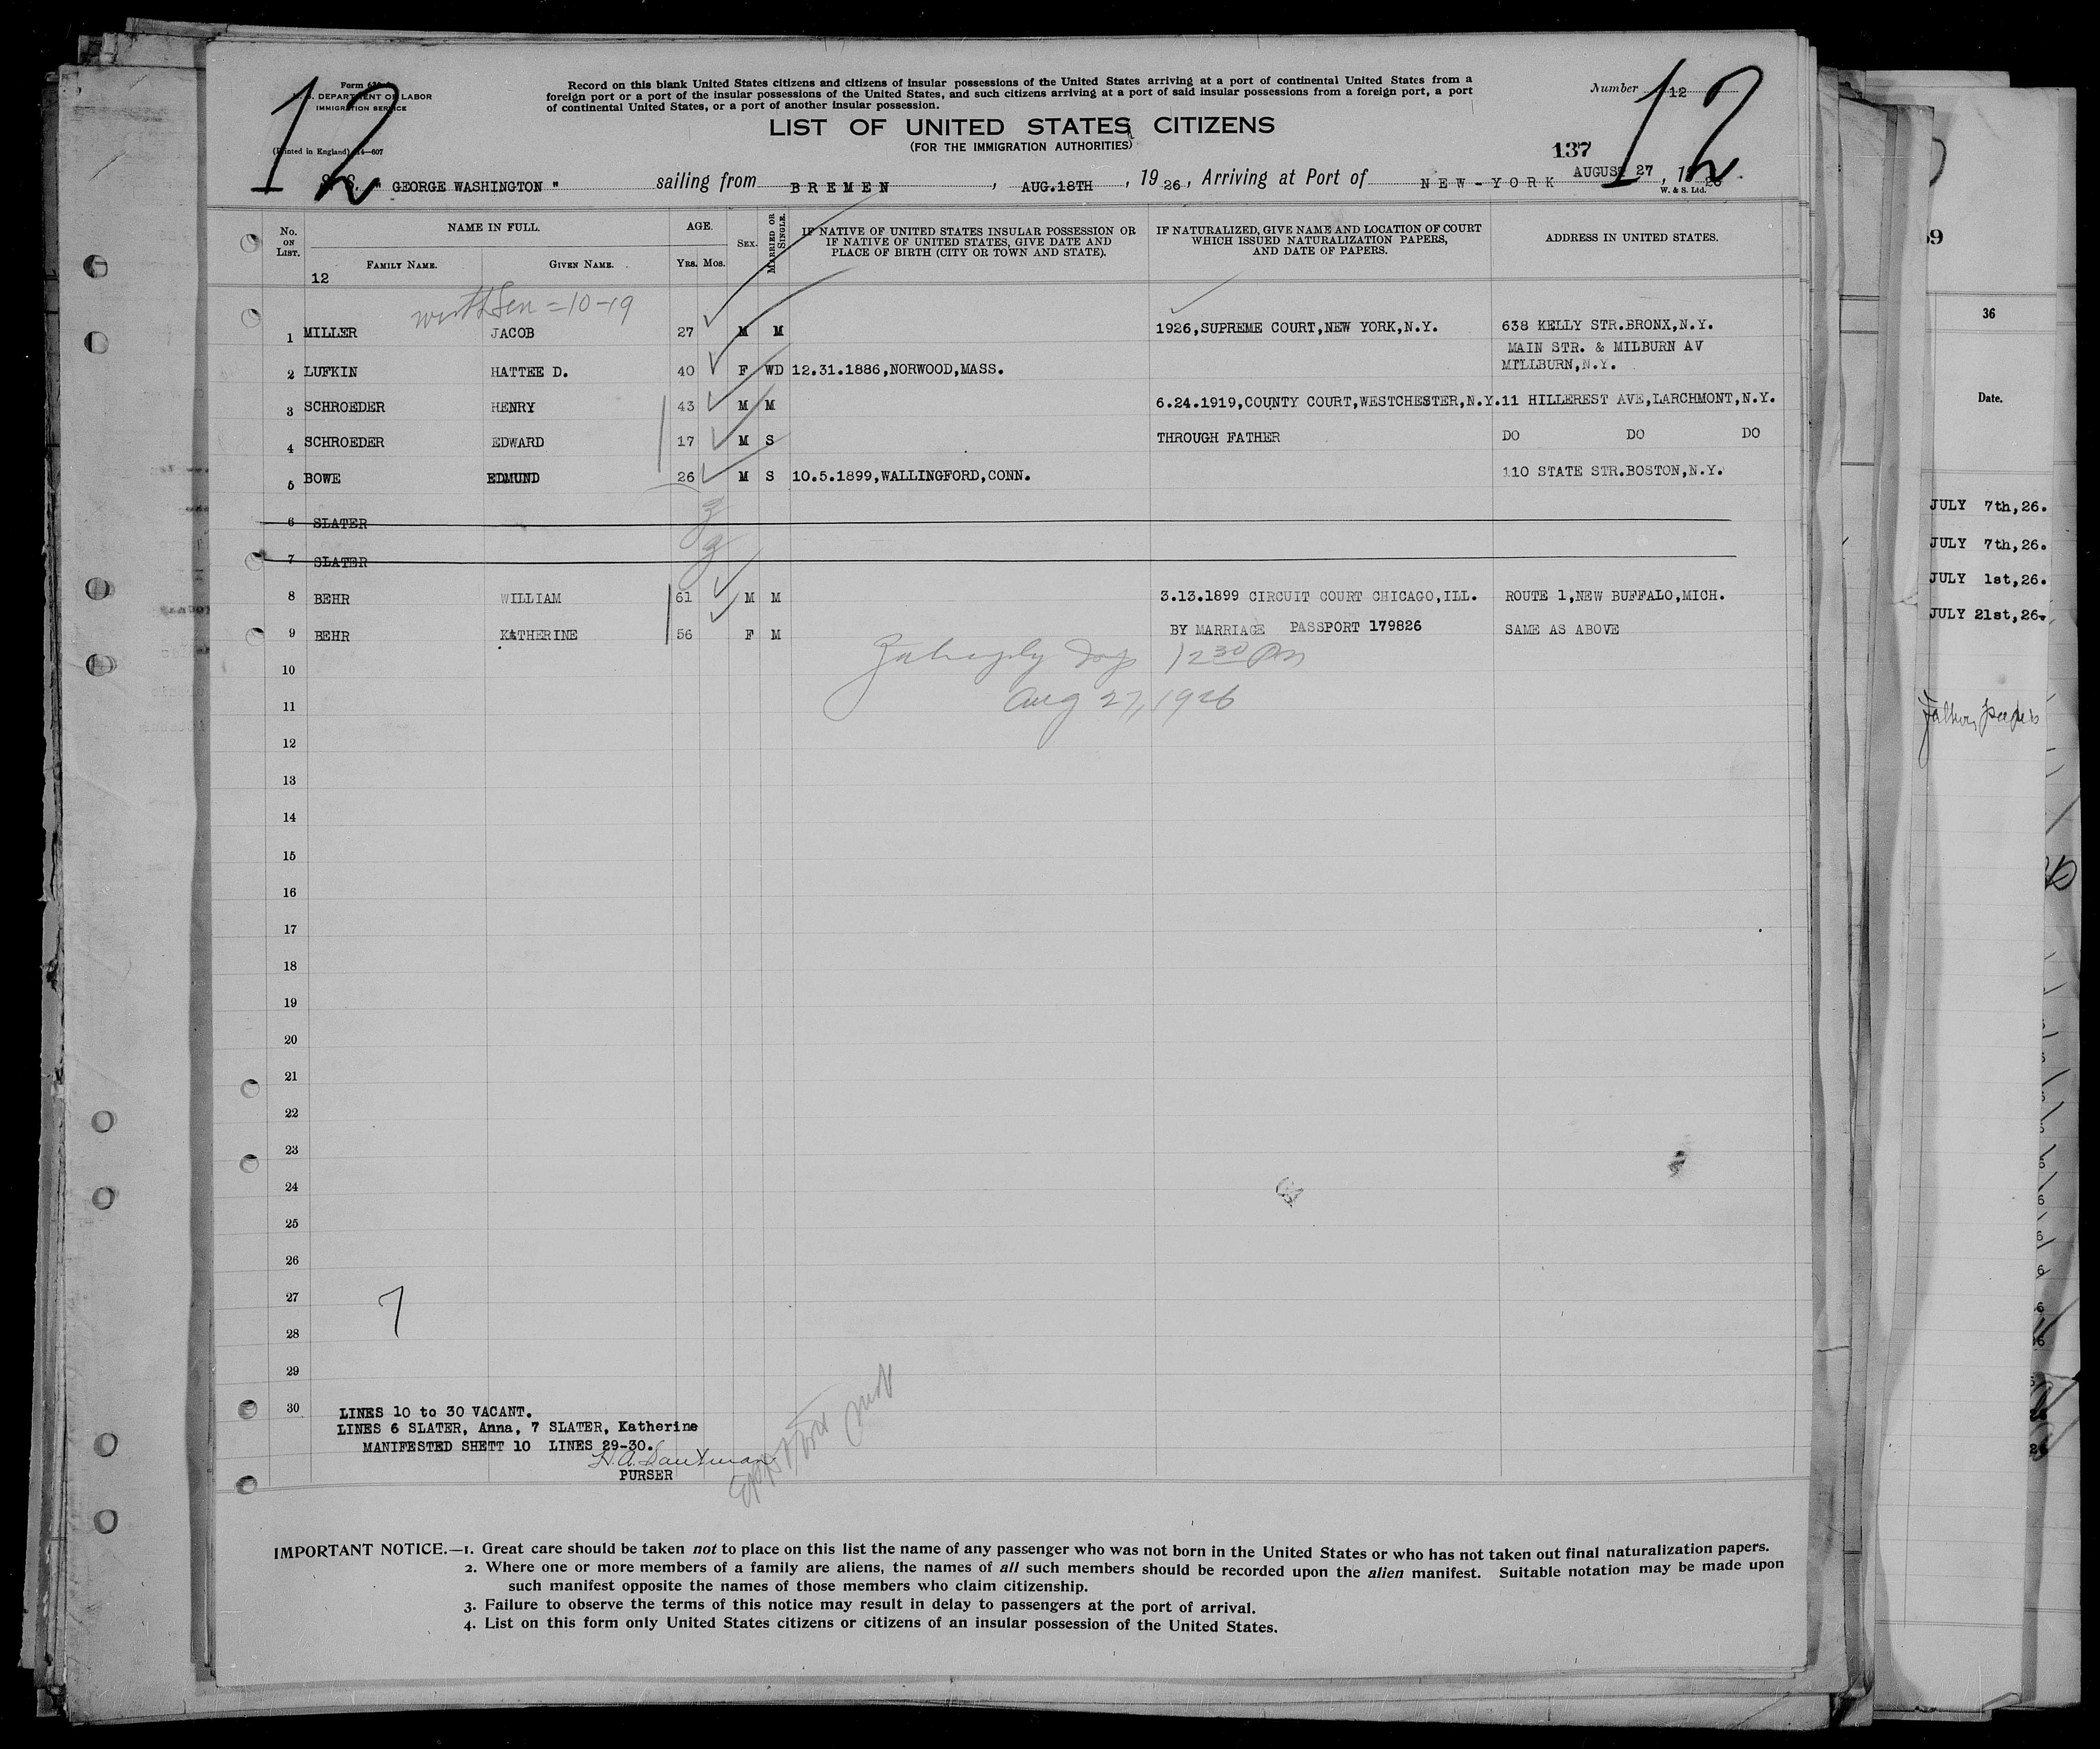 Form 630
U. S. DEPARTMENT OF LABOR
IMMIGRATION SERVICE
(Printed in England) 14—607
12
Record on this blank United States citizens and citizens of insular possessions of the United States arriving at a port of continental United States from a
foreign port or a port of the insular possessions of the United States, and such citizens arriving at a port of said insular possessions from a foreign port, a port
of continental United States, or a port of another insular possession.
Number 12
12
LIST OF UNITED STATES CITIZENS
(FOR THE IMMIGRATION AUTHORITIES)
137
S. S. " GEORGE WASHINGTON " sailing from BREMEN, AUG.18TH, 1926, Arriving at Port of NEW-YORK AUGUST 27, 1926
W. & S. Ltd.
No. ON LIST. NAME IN FULL. AGE. SEX. MARRIED OR SINGLE. IF NATIVE OF UNITED STATES INSULAR POSSESSION OR IF NATIVE OF UNITED STATES, GIVE DATE AND PLACE OF BIRTH (CITY OR TOWN AND STATE). IF NATURALIZED, GIVE NAME AND LOCATION OF COURT WHICH ISSUED NATURALIZATION PAPERS, AND DATE OF PAPERS. ADDRESS IN UNITED STATES.
FAMILY NAME. GIVEN NAME. YRS. MOS.
12
= 10-19
1 MILLER JACOB 27 M M 1926,SUPREME COURT,NEW YORK,N.Y. 638 KELLY STR.BRONX,N.Y.
MAIN STR. & MILBURN AV
2 LUFKIN HATTEE D. 40 F WD 12.31.1886,NORWOOD,MASS. MILLBURN,N.Y.
3 SCHROEDER HENRY 43 M M 6.24.1919,COUNTY COURT,WESTCHESTER,N.Y. 11 HILLEREST AVE,LARCHMONT,N.Y.
4 SCHROEDER EDWARD 17 M S THROUGH FATHER DO DO DO
5 BOWE EDMUND 26 M S 10.5.1899,WALLINGFORD,CONN. 110 STATE STR.BOSTON,N.Y.
6 SLATER
7 SLATER
8 BEHR WILLIAM 61 M M 3.13.1899 CIRCUIT COURT CHICAGO,ILL. ROUTE 1,NEW BUFFALO,MICH.
9 BEHR KATHERINE 56 F M BY MARRIAGE PASSPORT 179826 SAME AS ABOVE
10 12 30 PM
11 Aug 27, 1926
12
13
14
15
16
17
18
19
20
21
22
23
24
25
26
27
7
28
29
30 LINES 10 to 30 VACANT.
LINES 6 SLATER, Anna, 7 SLATER, Katherine
MANIFESTED SHETT 10 LINES 29-30.
PURSER
IMPORTANT NOTICE.—1. Great care should be taken not to place on this list the name of any passenger who was not born in the United States or who has not taken out final naturalization papers.
2. Where one or more members of a family are aliens, the names of all such members should be recorded upon the alien manifest. Suitable notation may be made upon
such manifest opposite the names of those members who claim citizenship.
3. Failure to observe the terms of this notice may result in delay to passengers at the port of arrival.
4. List on this form only United States citizens or citizens of an insular possession of the United States.
36
Date.
JULY 7th,26.
JULY 7th,26.
JULY 1st,26.
JULY 21st,26.